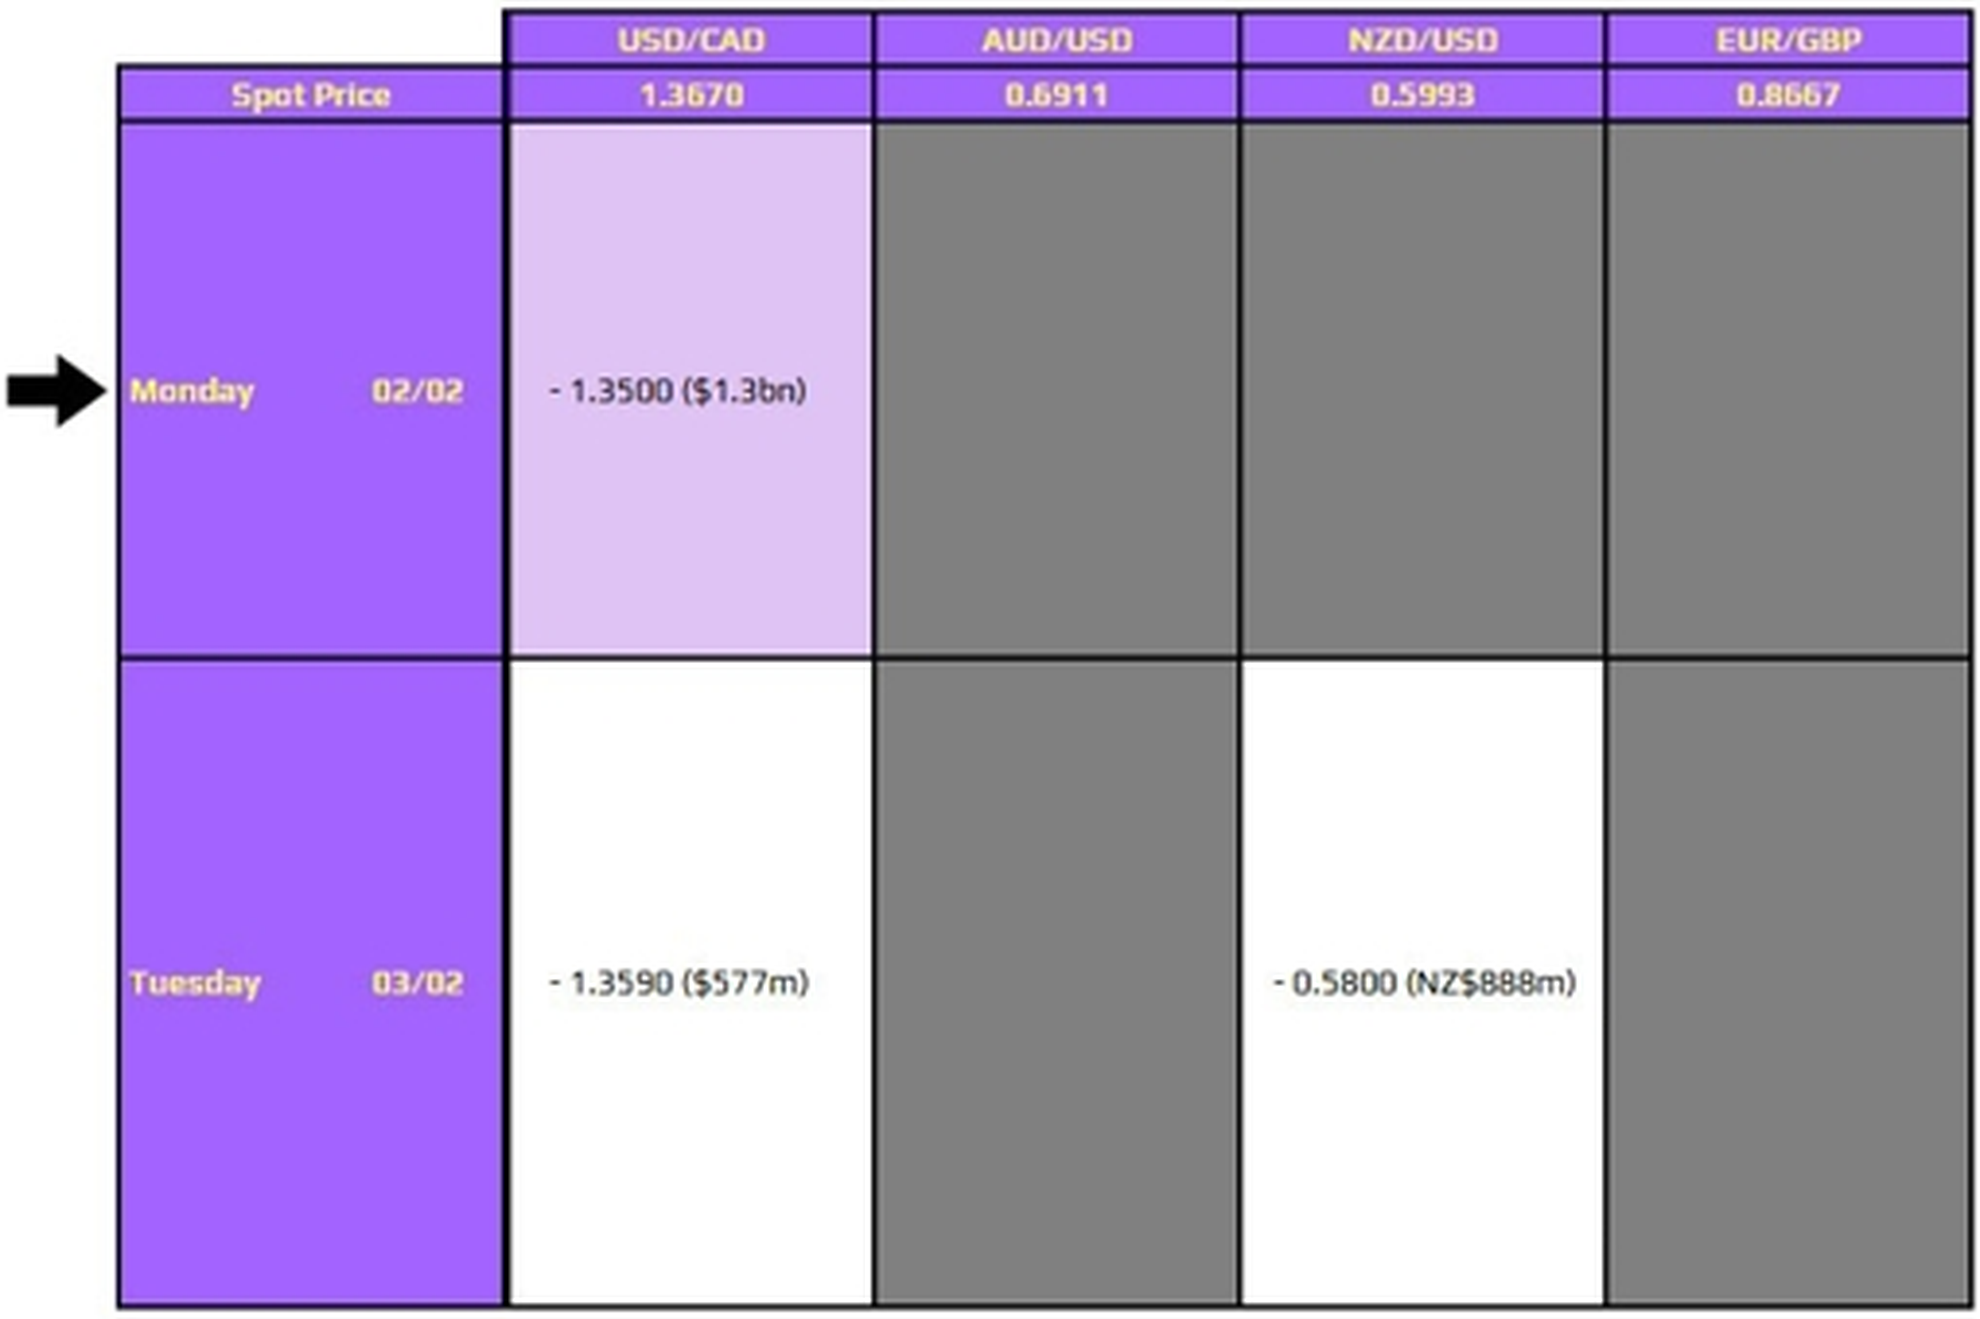 USD/CAD AUD/USD NZD/USD EUR/GBP
Spot Price 1.3670 0.6911 0.5993 0.8667
Monday 02/02 - 1.3500 ($1.3bn)
Tuesday 03/02 - 1.3590 ($577m) - 0.5800 (NZ$888m)